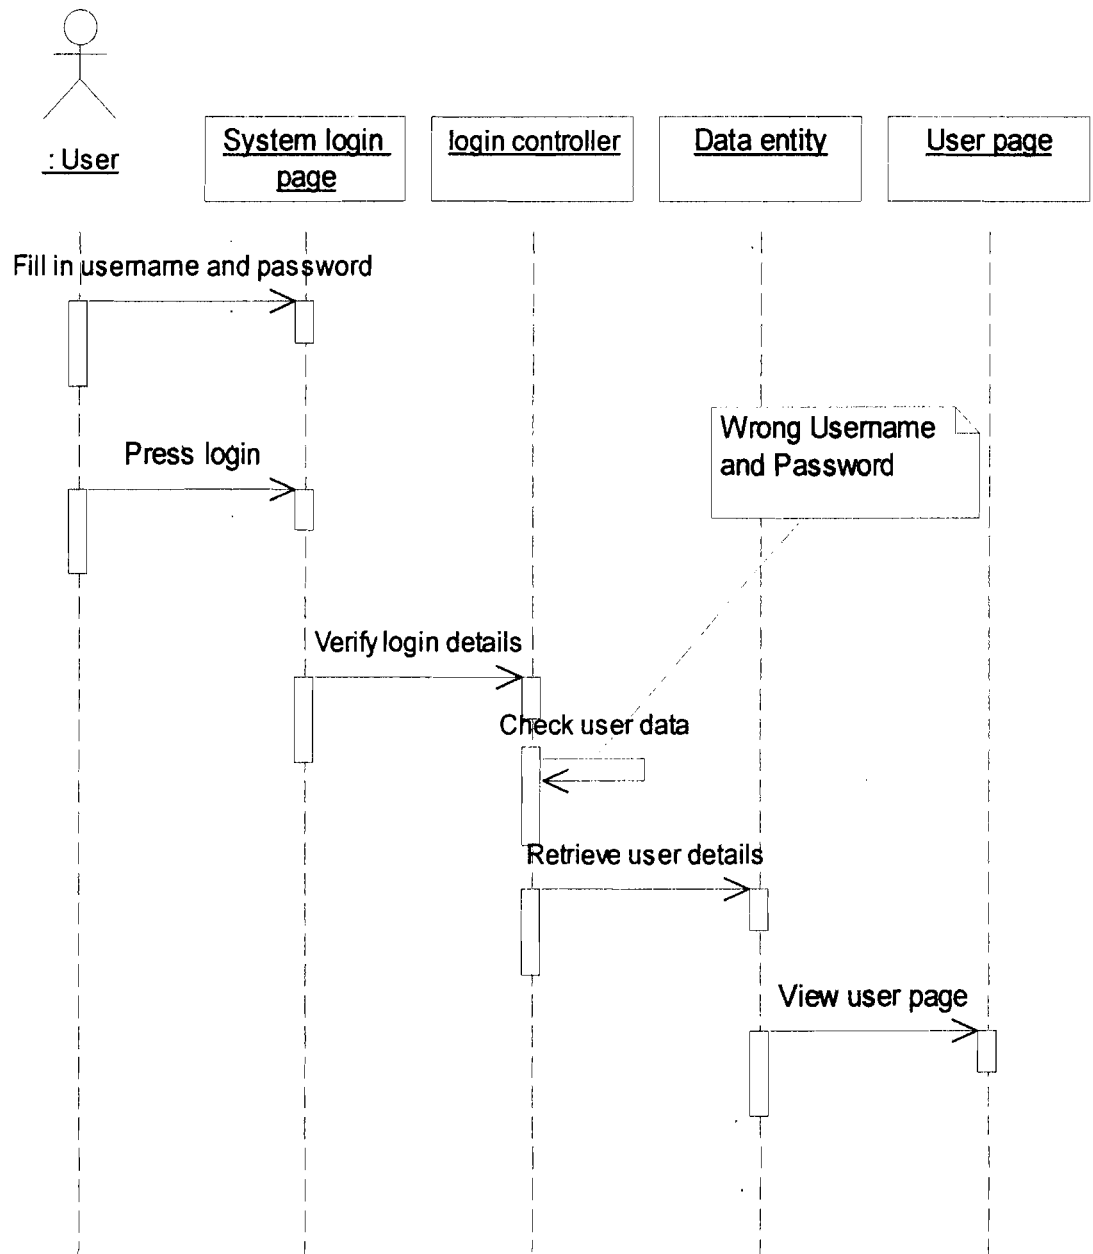 : User
System login
page
login controller
Data entity
User page
Fill in username and password
Wrong Username
and Password
Press login
Verify login details
Check user data
Retrieve user details
View user page